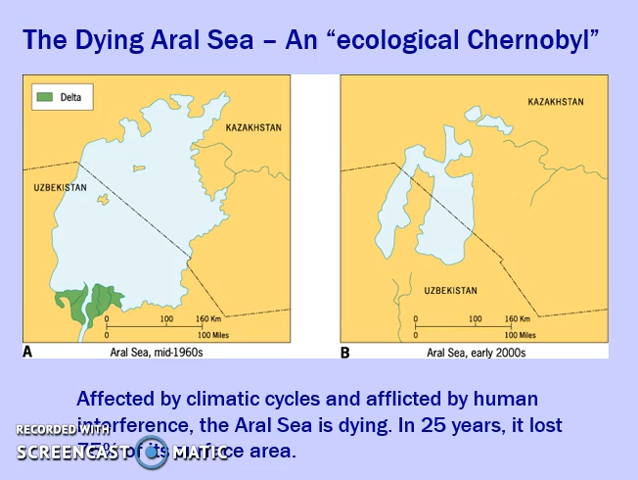 The Dying Aral Sea – An “ecological Chernobyl”
Delta
KAZAKHSTAN
UZBEKISTAN
0 100 160 Km
0 100 Miles
A Aral Sea, mid-1960s
KAZAKHSTAN
UZBEKISTAN
0 100 160 Km
0 100 Miles
B Aral Sea, early 2000s
Affected by climatic cycles and afflicted by human
interference, the Aral Sea is dying. In 25 years, it lost
of its surface area.
RECORDED WITH
SCREENCAST MATIC